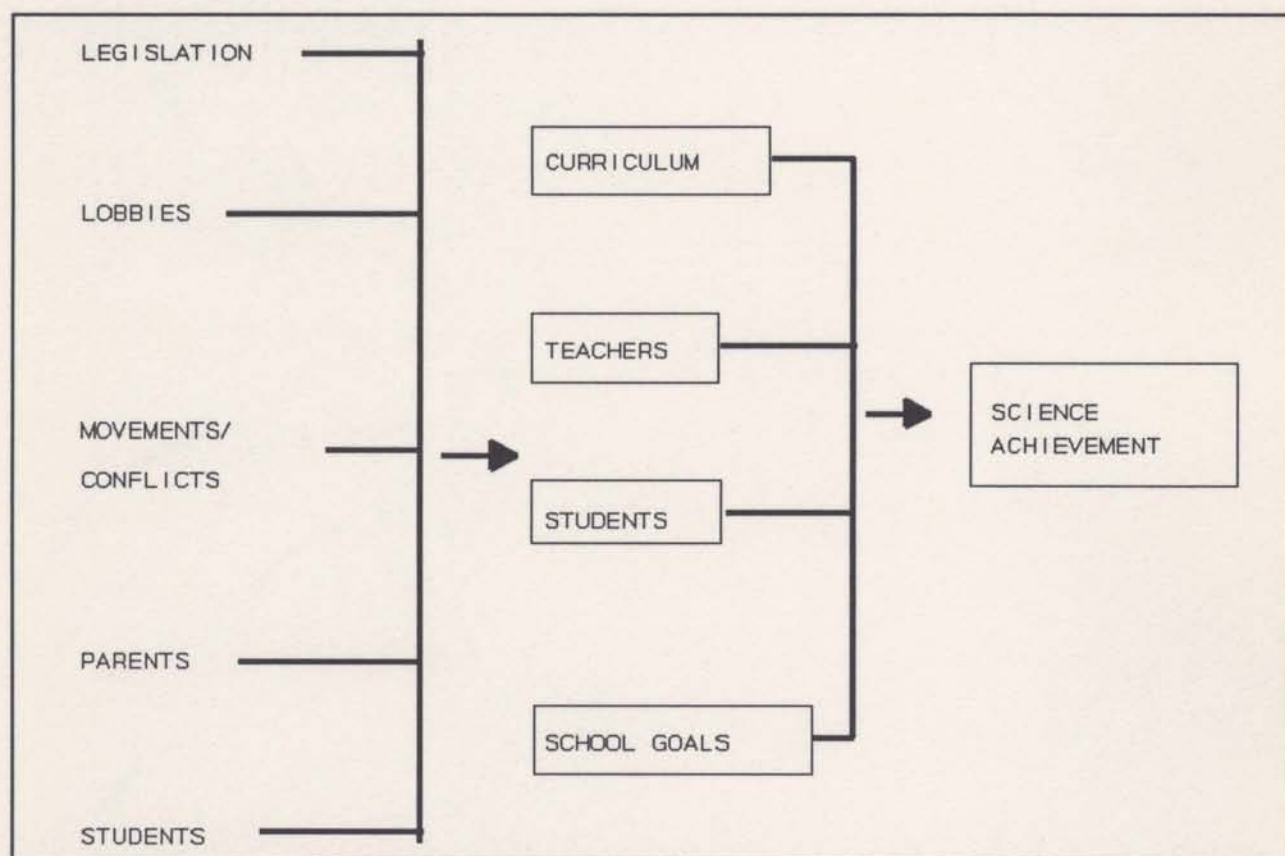 LEGISLATION
LOBBIES
MOVEMENTS/
CONFLICTS
PARENTS
STUDENTS
CURRICULUM
TEACHERS
STUDENTS
SCHOOL GOALS
SCIENCE
ACHIEVEMENT